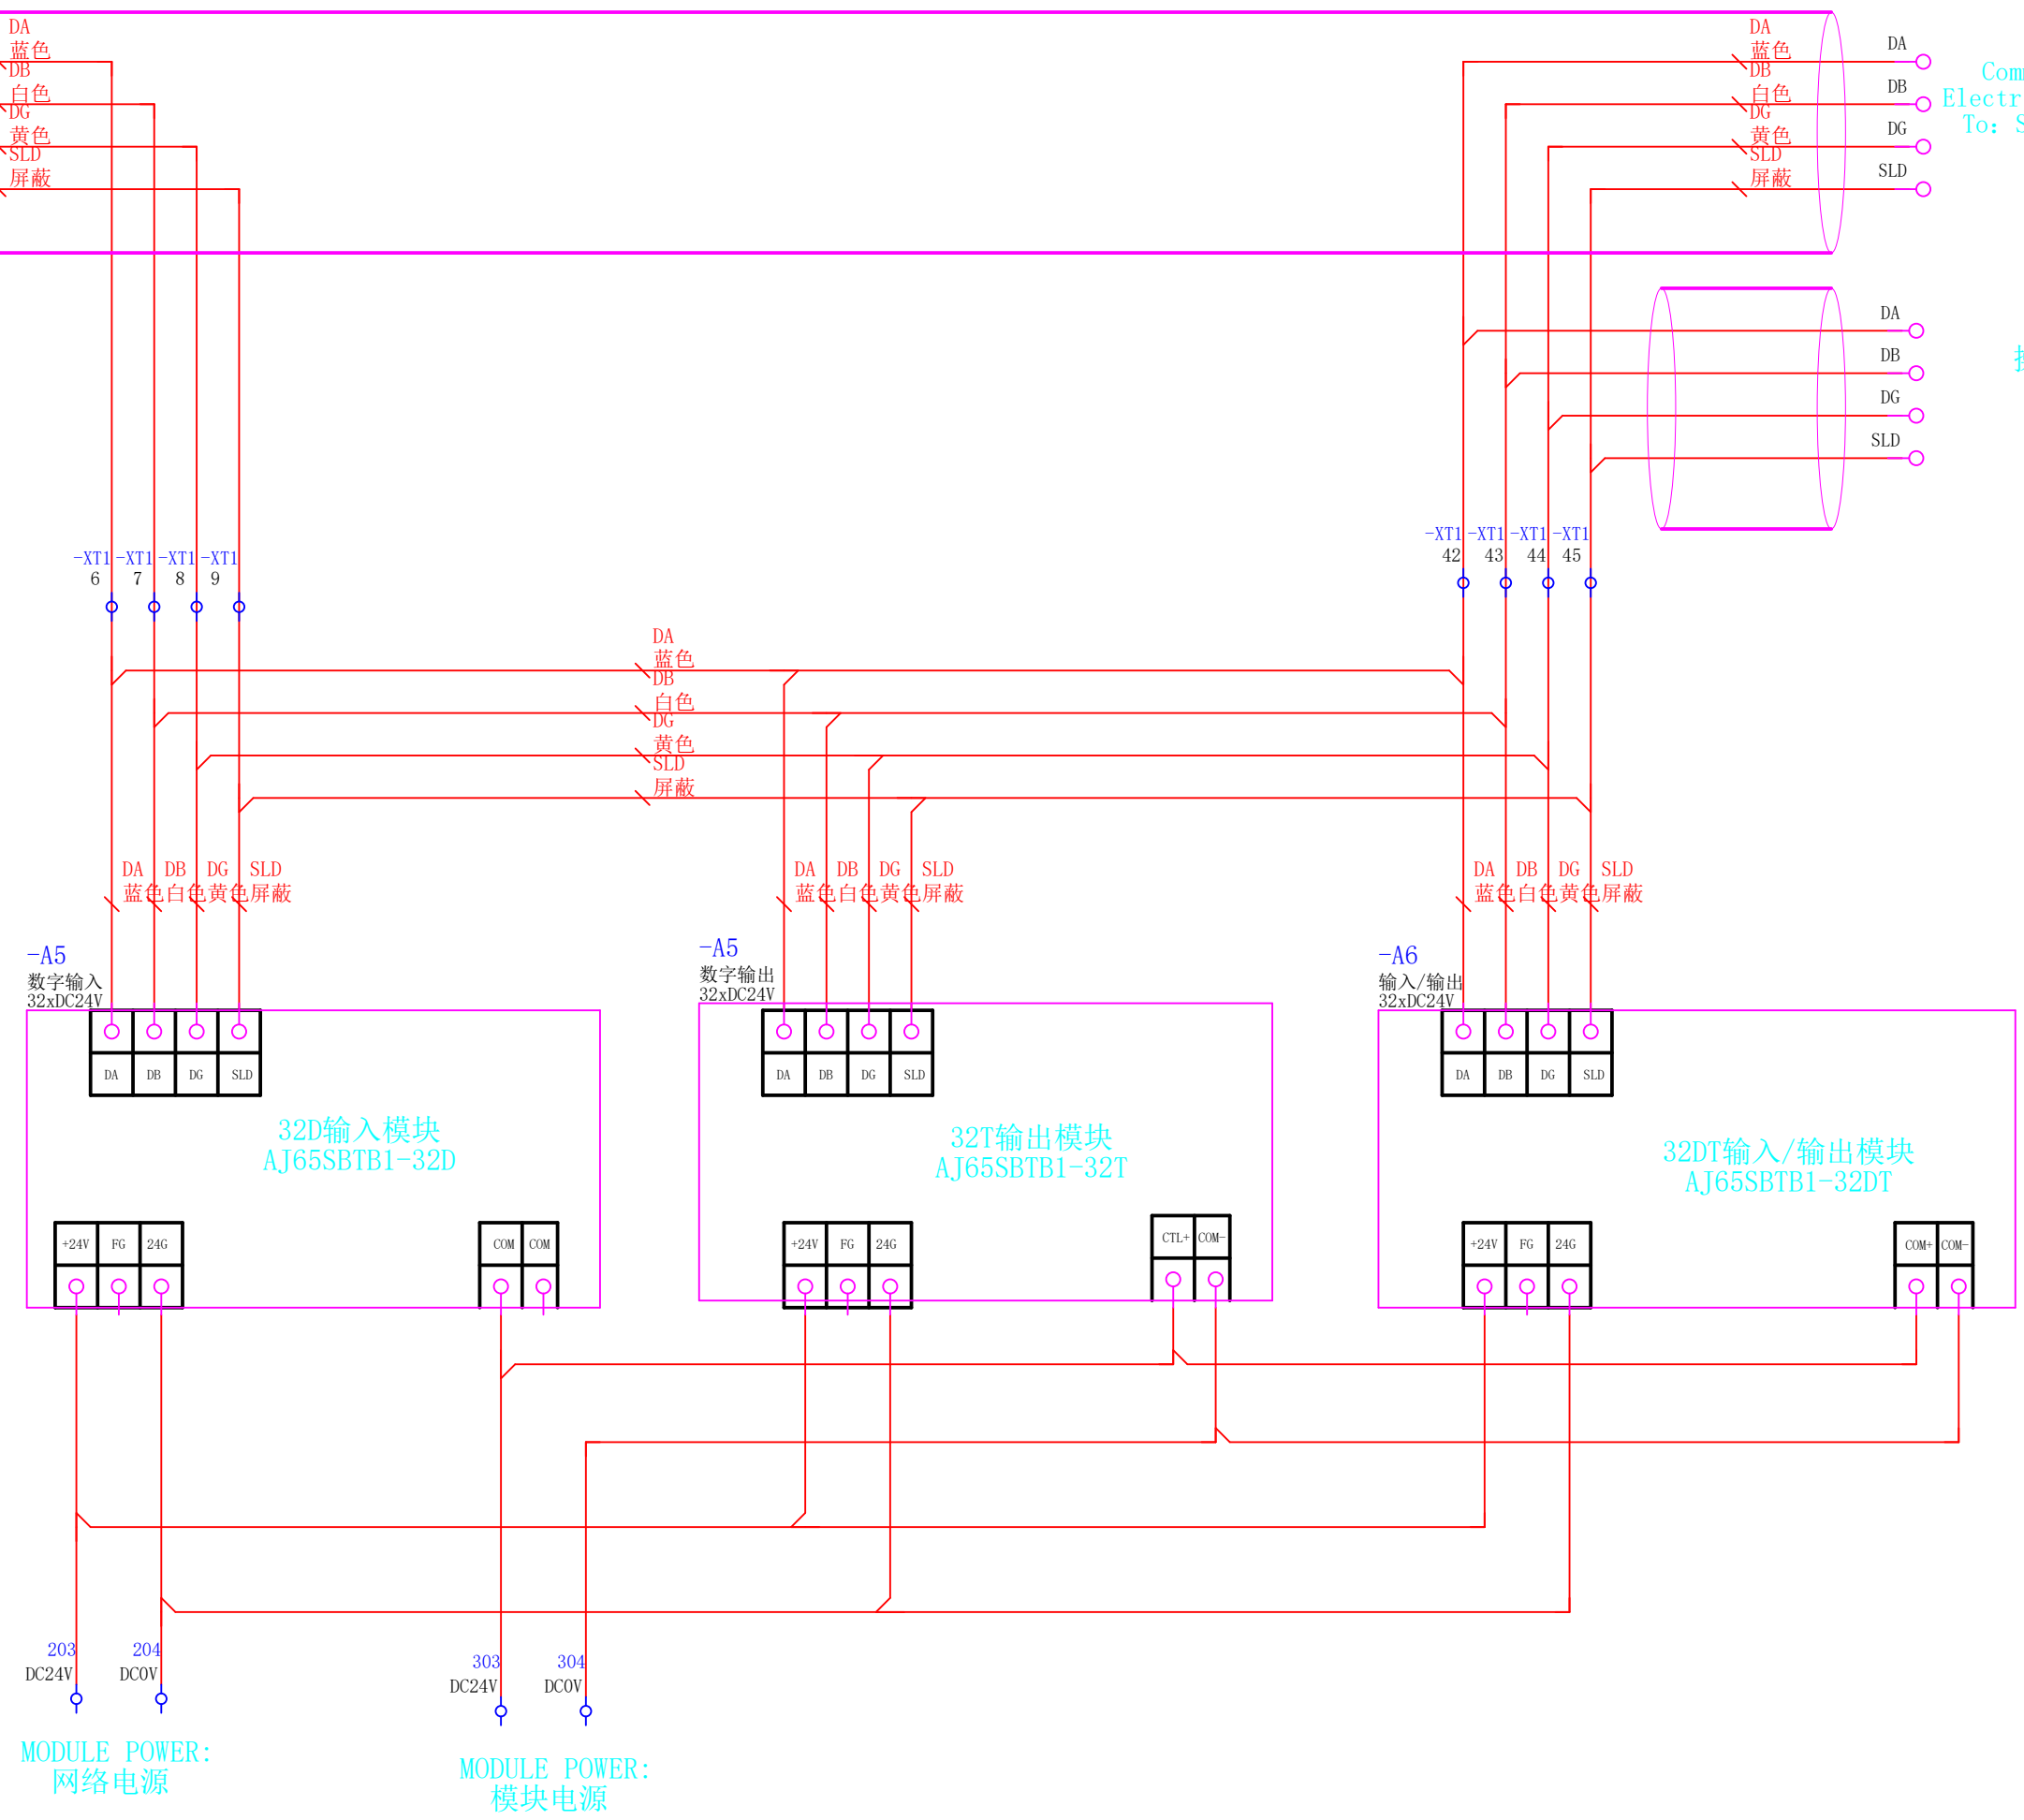 DA
蓝色
DB
白色
DG
黄色
SLD
屏蔽
DA
蓝色
DB
白色
DG
黄色
SLD
屏蔽
DA
DB
DG
SLD
Com
Electr
To: S
DA
DB
DG
SLD
-XT1 -XT1 -XT1 -XT1
6 7 8 9
-XT1 -XT1 -XT1 -XT1
42 43 44 45
DA
蓝色
DB
白色
DG
黄色
SLD
屏蔽
DA DB DG SLD
蓝色 白色 黄色 屏蔽
DA DB DG SLD
蓝色 白色 黄色 屏蔽
DA DB DG SLD
蓝色 白色 黄色 屏蔽
-A5
数字输入
32xDC24V
DA DB DG SLD
32D输入模块
AJ65SBTB1-32D
+24V FG 24G
COM COM
-A5
数字输出
32xDC24V
DA DB DG SLD
32T输出模块
AJ65SBTB1-32T
+24V FG 24G
CTL+ COM-
-A6
输入/输出
32xDC24V
DA DB DG SLD
32DT输入/输出模块
AJ65SBTB1-32DT
+24V FG 24G
COM+ COM-
203 204
DC24V DC0V
303 304
DC24V DC0V
MODULE POWER:
网络电源
MODULE POWER:
模块电源